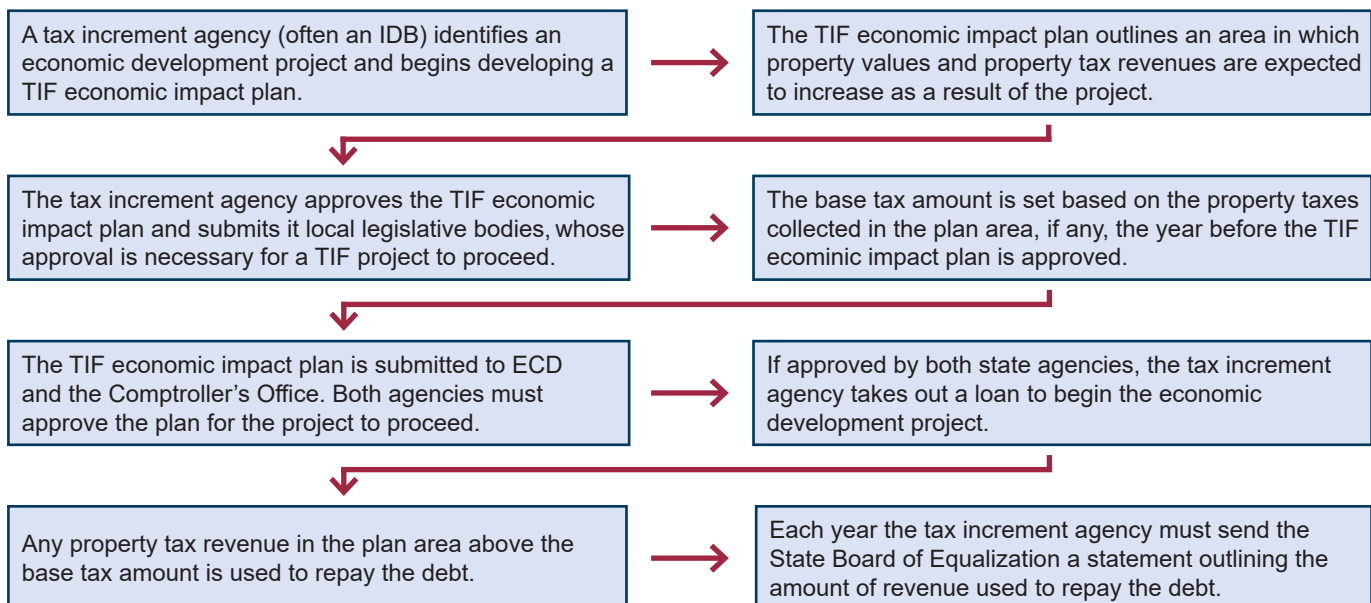 A tax increment agency (often an IDB) identifies an
economic development project and begins developing a
TIF economic impact plan.
The TIF economic impact plan outlines an area in which
property values and property tax revenues are expected
to increase as a result of the project.
The tax increment agency approves the TIF economic
impact plan and submits it local legislative bodies, whose
approval is necessary for a TIF project to proceed.
The base tax amount is set based on the property taxes
collected in the plan area, if any, the year before the TIF
ecominic impact plan is approved.
The TIF economic impact plan is submitted to ECD
and the Comptroller’s Office. Both agencies must
approve the plan for the project to proceed.
If approved by both state agencies, the tax increment
agency takes out a loan to begin the economic
development project.
Any property tax revenue in the plan area above the
base tax amount is used to repay the debt.
Each year the tax increment agency must send the
State Board of Equalization a statement outlining the
amount of revenue used to repay the debt.